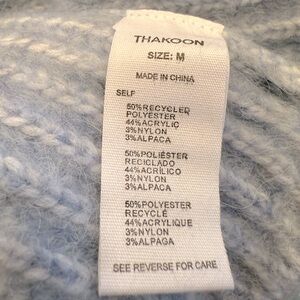 THAKOON
SIZE: M
MADE IN CHINA
SELF
50%RECYCLED
POLYESTER
44%ACRYLIC
3%NYLON
3%ALPACA
50%POLIÉSTER
RECICLADO
44%ACRÍLICO
3%NYLON
3%ALPACA
50%POLYESTER
RECYCLÉ
44%ACRYLIQUE
3%NYLON
3%ALPAGA
SEE REVERSE FOR CARE